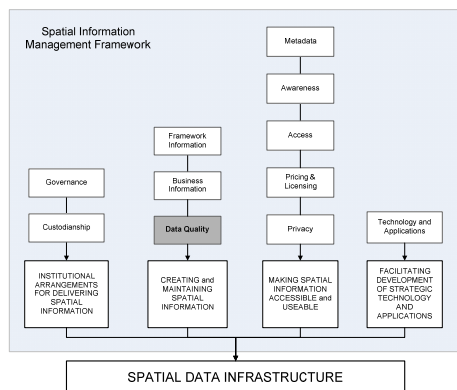 Spatial Information
Management Framework
Metadata
Awareness
Access
Pricing &
Licensing
Privacy
Framework
Information
Business
Information
Data Quality
Governance
Custodianship
Technology and
Applications
INSTITUTIONAL
ARRANGEMENTS
FOR DELIVERING
SPATIAL
INFORMATION
CREATING and
MAINTAINING
SPATIAL
INFORMATION
MAKING SPATIAL
INFORMATION
ACCESSIBLE and
USEABLE
FACILITATING
DEVELOPMENT
OF STRATEGIC
TECHNOLOGY
AND
APPLICATIONS
SPATIAL DATA INFRASTRUCTURE